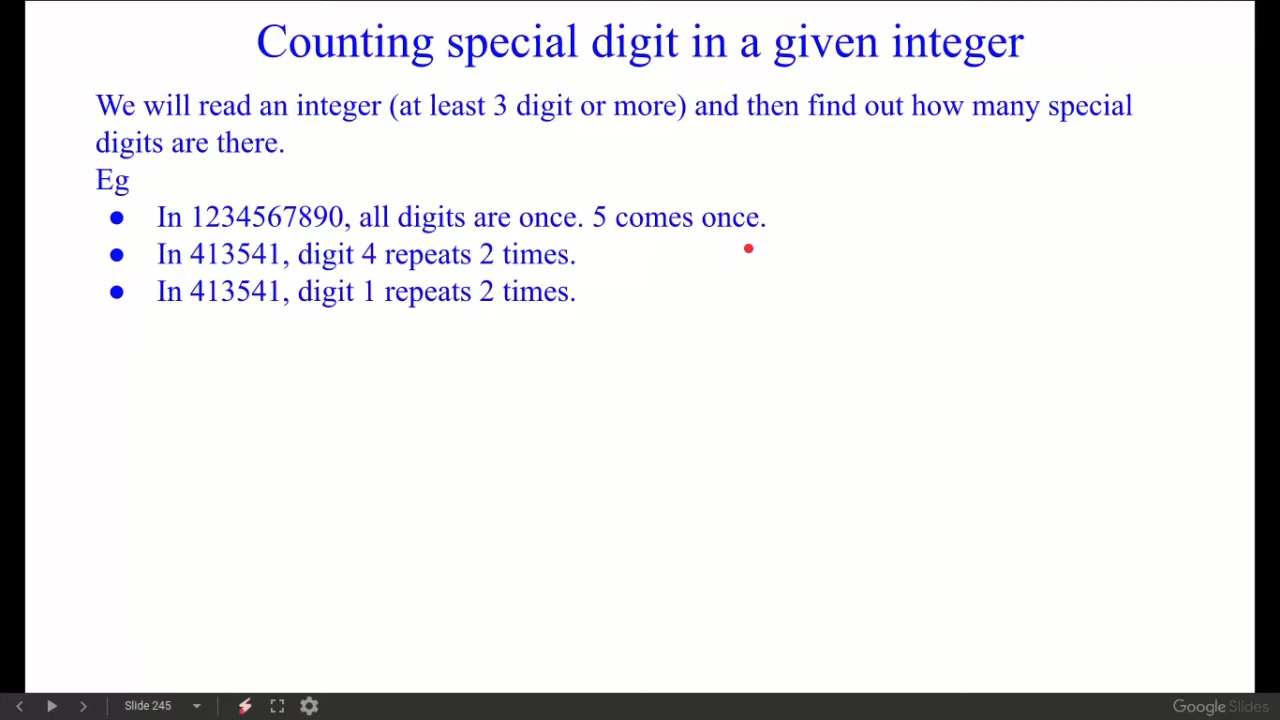 Counting special digit in a given integer
We will read an integer (at least 3 digit or more) and then find out how many special
digits are there.
Eg
● In 1234567890, all digits are once. 5 comes once.
● In 413541, digit 4 repeats 2 times.
● In 413541, digit 1 repeats 2 times.
Slide 245
Google Slides